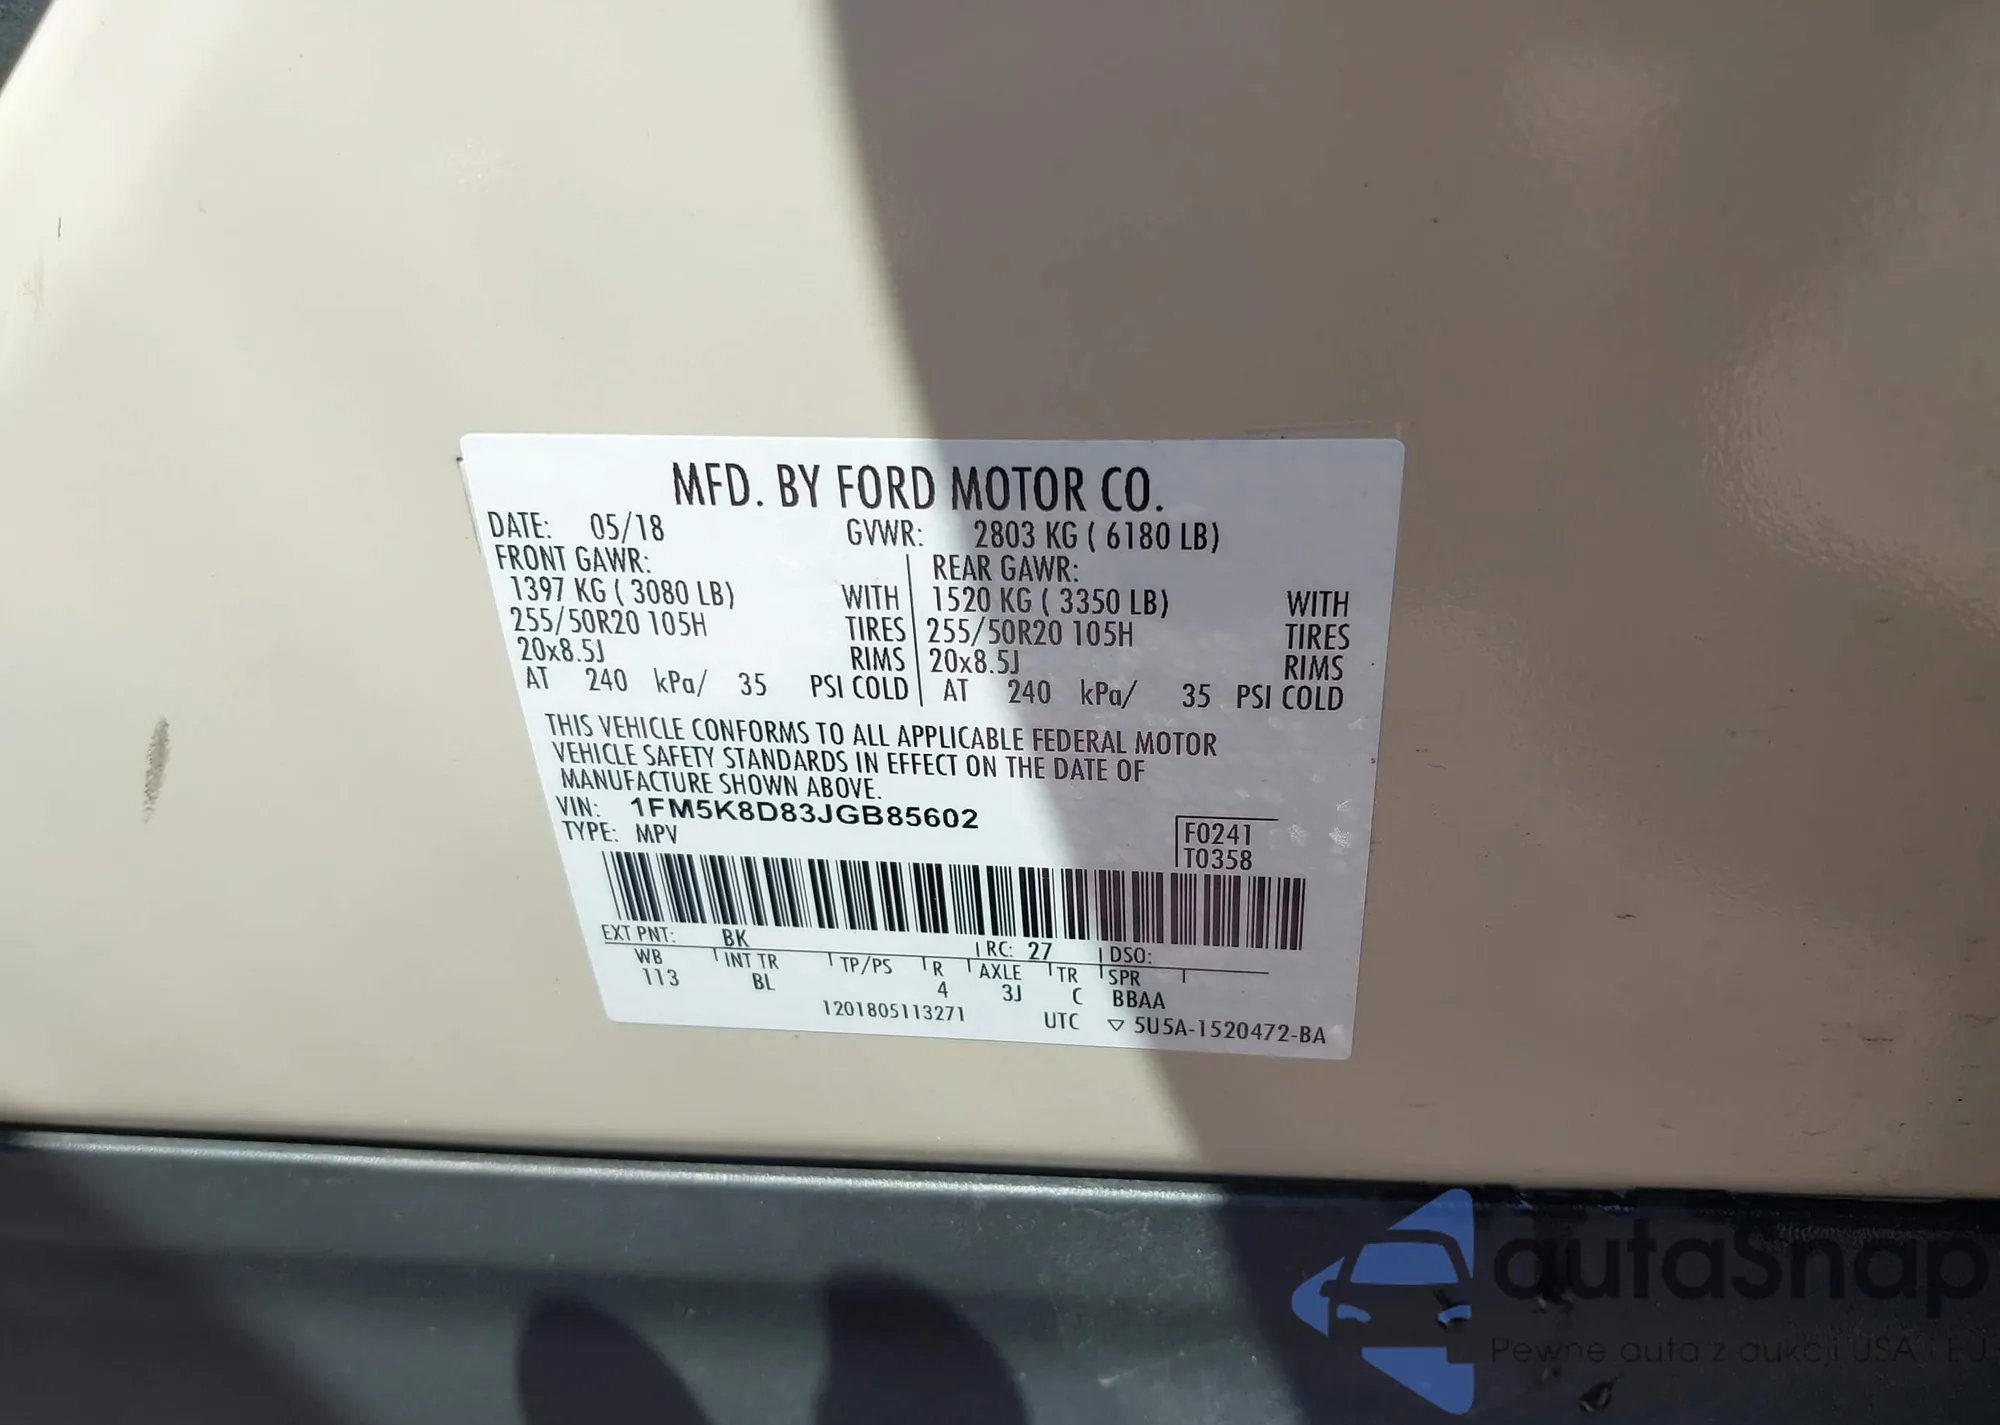 MFD. BY FORD MOTOR CO.
DATE: 05/18 GVWR: 2803 KG ( 6180 LB)
FRONT GAWR: REAR GAWR:
1397 KG ( 3080 LB) WITH 1520 KG ( 3350 LB) WITH
255/50R20 105H TIRES 255/50R20 105H TIRES
20x8.5J RIMS 20x8.5J RIMS
AT 240 kPa/ 35 PSI COLD AT 240 kPa/ 35 PSI COLD
THIS VEHICLE CONFORMS TO ALL APPLICABLE FEDERAL MOTOR
VEHICLE SAFETY STANDARDS IN EFFECT ON THE DATE OF
MANUFACTURE SHOWN ABOVE.
VIN: 1FM5K8D83JGB85602
TYPE: MPV
F0241
T0358
EXT PNT: BK RC: 27 DSO:
WB INT TR TP/PS R AXLE TR SPR
113 BL 4 3J C BBAA
1201805113271 UTC ▽ 5U5A-1520472-BA
autaSnap
Pewne auta z aukcji USA i EU